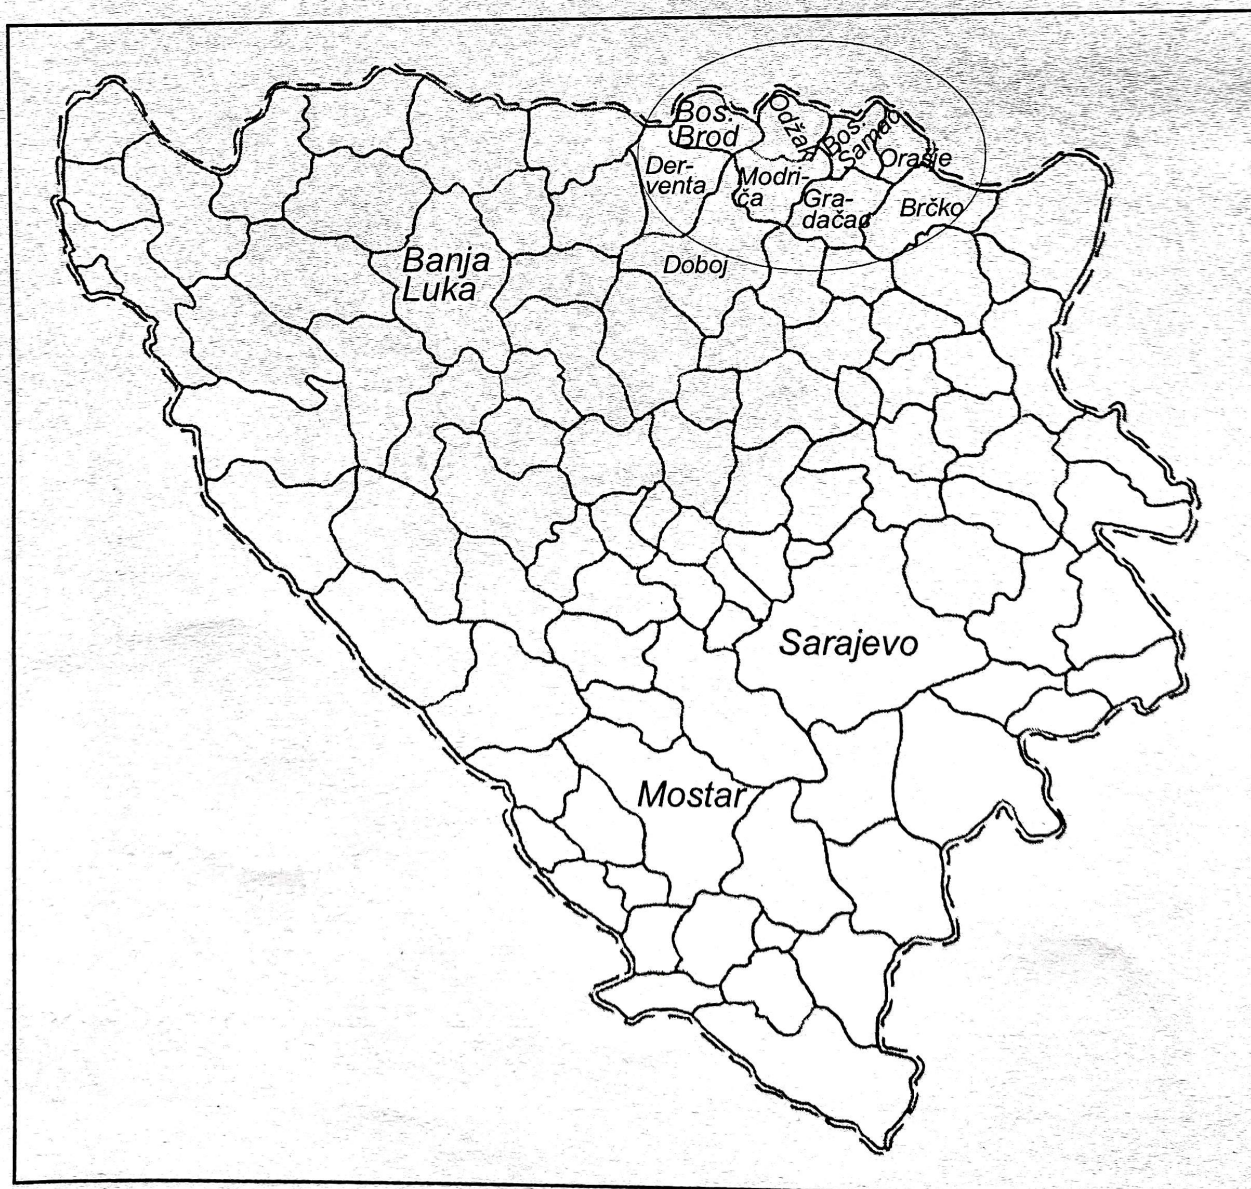 Bos.
Brod
Odžak
Bos.
Šamac
Orašje
Der-
venta
Modri-
ča
Gra-
dačac
Brčko
Doboj
Banja
Luka
Sarajevo
Mostar